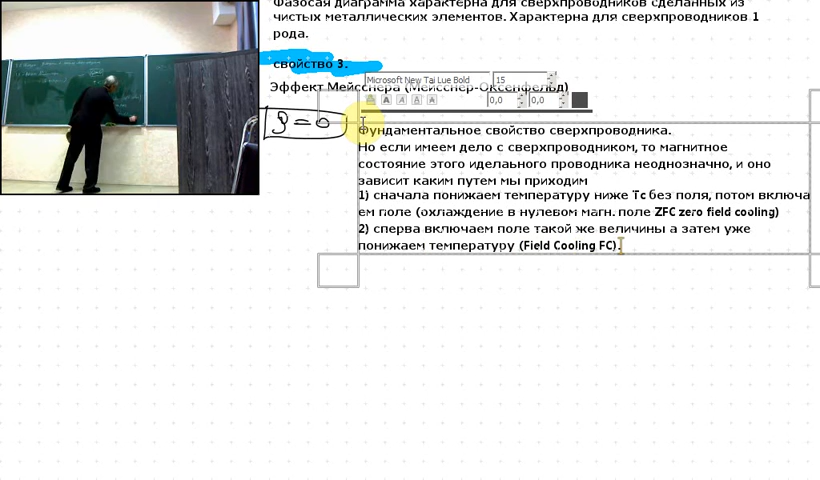 Фазосая диаграмма характерна для сверхпроводников сделанных из
чистых металлических элементов. Характерна для сверхпроводников 1
рода.
свойство 3.
Microsoft New Tai Lue Bold 15
Эффект Мейсснера (Мейсснер-Оксенфельд)
0,0 0,0
ρ = 0
Фундаментальное свойство сверхпроводника.
Но если имеем дело с сверхпроводником, то магнитное
состояние этого идельного проводника неоднозначно, и оно
зависит каким путем мы приходим
1) сначала понижаем температуру ниже Тс без поля, потом включа
ем поле (охлаждение в нулевом магн. поле ZFC zero field cooling)
2) сперва включаем поле такой же величины а затем уже
понижаем температуру (Field Cooling FC).